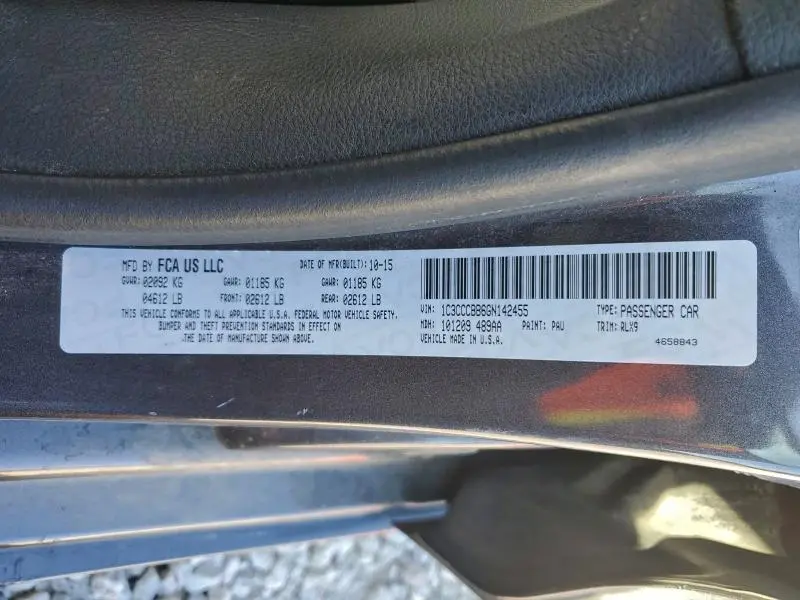 MFD BY FCA US LLC DATE OF MFR(BUILT): 10-15
GVWR: 02092 KG GAWR: 01185 KG GAWR: 01185 KG
04612 LB FRONT: 02612 LB REAR: 02612 LB
THIS VEHICLE CONFORMS TO ALL APPLICABLE U.S.A. FEDERAL MOTOR VEHICLE SAFETY,
BUMPER AND THEFT PREVENTION STANDARDS IN EFFECT ON
THE DATE OF MANUFACTURE SHOWN ABOVE.
VIN: 1C3CCCBB6GN142455 TYPE: PASSENGER CAR
MDH: 101209 489AA PAINT: PAU TRIM: RLX9
VEHICLE MADE IN U.S.A. 4658843